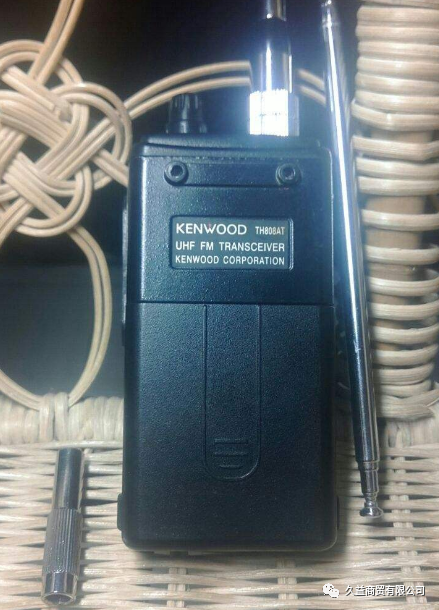 KENWOOD TH808AT
UHF FM TRANSCEIVER
KENWOOD CORPORATION
久益商贸有限公司